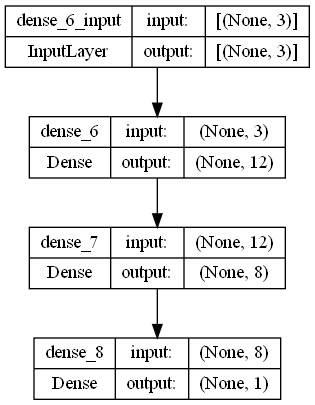 dense_6_input input: [(None, 3)]
InputLayer output: [(None, 3)]
dense_6 input: (None, 3)
Dense output: (None, 12)
dense_7 input: (None, 12)
Dense output: (None, 8)
dense_8 input: (None, 8)
Dense output: (None, 1)